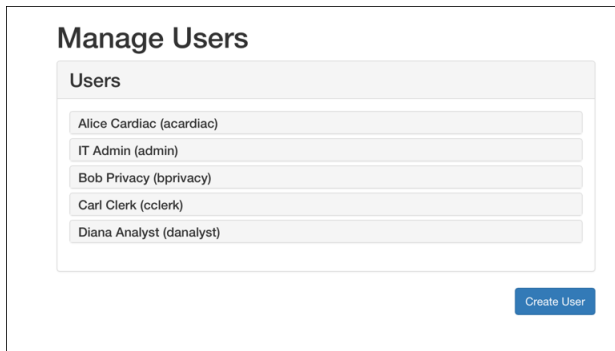 Manage Users
Users
Alice Cardiac (acardiac)
IT Admin (admin)
Bob Privacy (bprivacy)
Carl Clerk (cclerk)
Diana Analyst (danalyst)
Create User